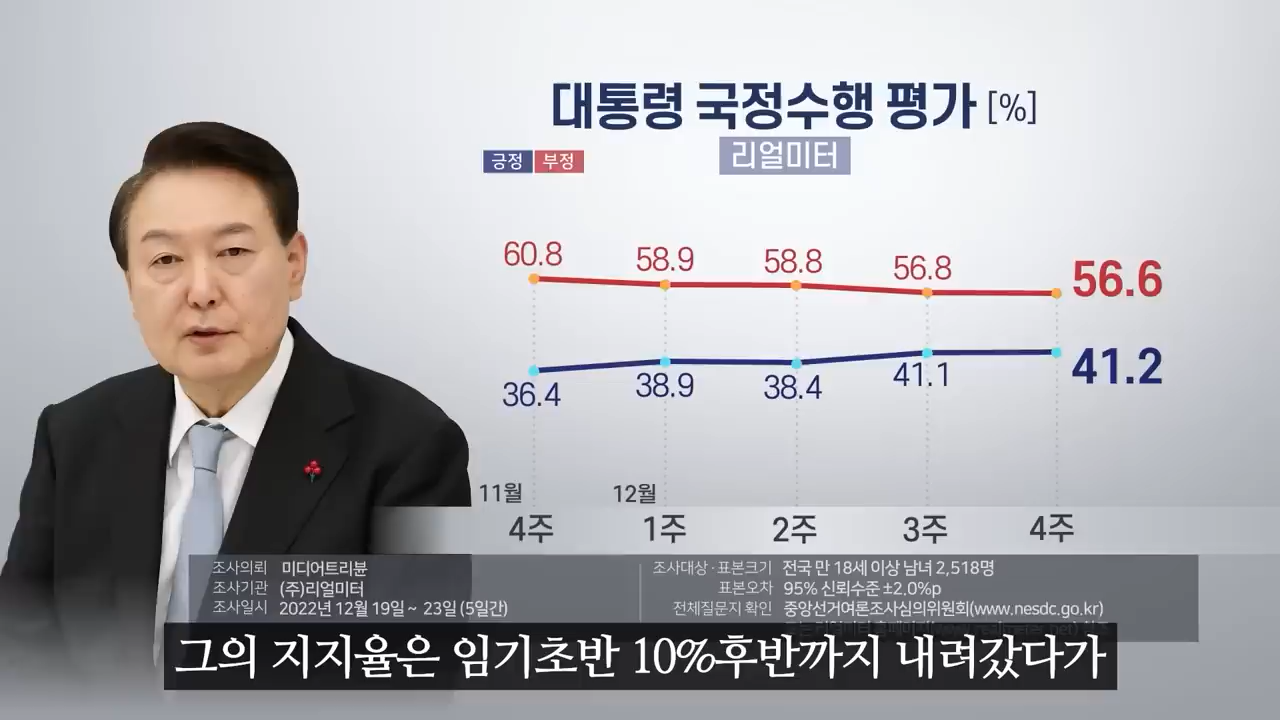 대통령 국정수행 평가 [%]
긍정 부정
리얼미터
60.8 58.9 58.8 56.8 56.6
36.4 38.9 38.4 41.1 41.2
11월 12월
4주 1주 2주 3주 4주
조사의뢰 미디어트리뷴
조사기관 (주)리얼미터
조사일시 2022년 12월 19일~ 23일 (5일간)
조사대상·표본크기 전국 만 18세 이상 남녀 2,518명
표본오차 95% 신뢰수준 ±2.0%p
전체질문지 확인 중앙선거여론조사심의위원회(www.nesdc.go.kr)
그의 지지율은 임기초반 10%후반까지 내려갔다가